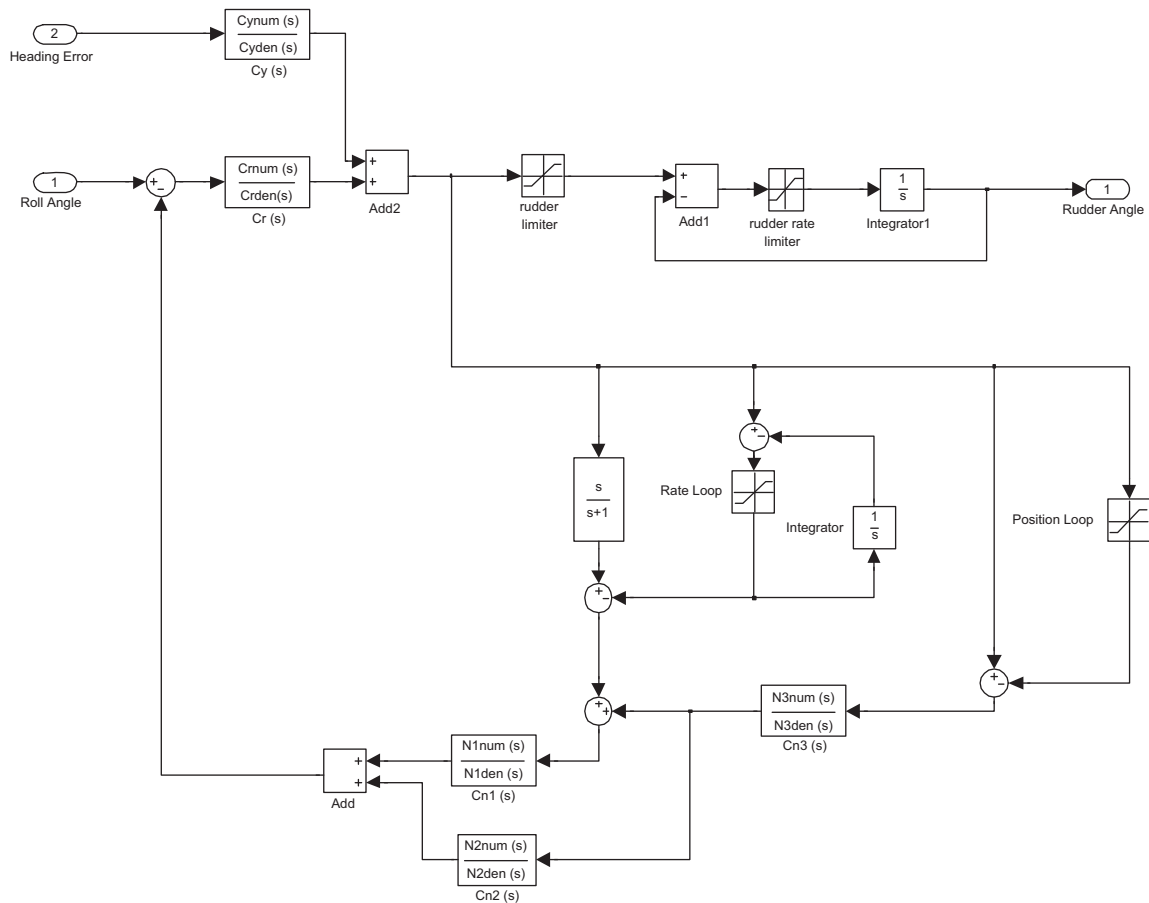 2
Heading Error
Cynum (s)
Cyden (s)
Cy (s)
1
Roll Angle
+
−
Crnum (s)
Crden(s)
Cr (s)
+
+
Add2
rudder
limiter
+
−
Add1
rudder rate
limiter
1
s
Integrator1
1
Rudder Angle
s
s+1
+
−
Rate Loop
1
s
Integrator
Position Loop
+
−
+
−
+
+
N3num (s)
N3den (s)
Cn3 (s)
N1num (s)
N1den (s)
Cn1 (s)
+
+
Add
N2num (s)
N2den (s)
Cn2 (s)